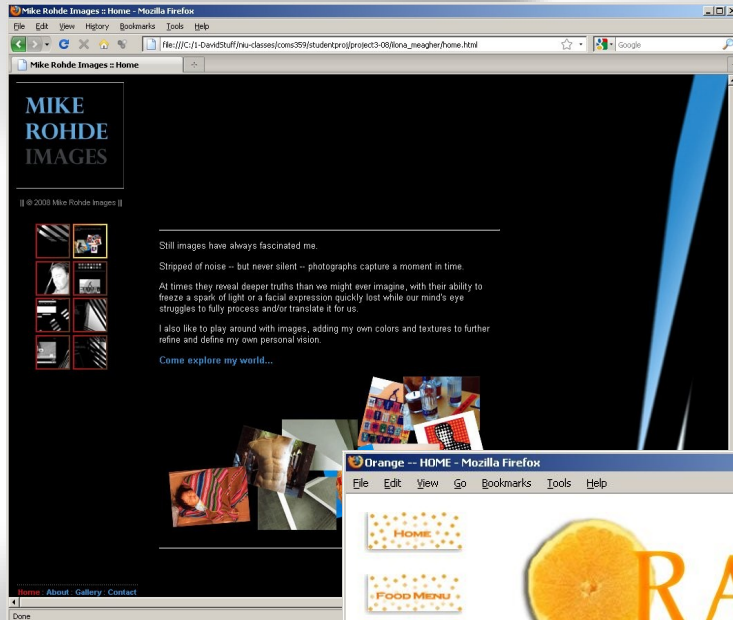 Mike Rohde Images :: Home - Mozilla Firefox
File Edit View History Bookmarks Tools Help
file:///C:/1-DavidStuff/niu-classes/coms359/studentproj/project3-08/ilona_meagher/home.html
Google
Mike Rohde Images :: Home
MIKE
ROHDE
IMAGES
|| © 2008 Mike Rohde Images ||
Still images have always fascinated me.
Stripped of noise -- but never silent -- photographs capture a moment in time.
At times they reveal deeper truths than we might ever imagine, with their ability to
freeze a spark of light or a facial expression quickly lost while our mind's eye
struggles to fully process and/or translate it for us.
I also like to play around with images, adding my own colors and textures to further
refine and define my own personal vision.
Come explore my world...
Home : About : Gallery : Contact
Done
Orange -- HOME - Mozilla Firefox
File Edit View Go Bookmarks Tools Help
HOME
FOOD MENU
RA